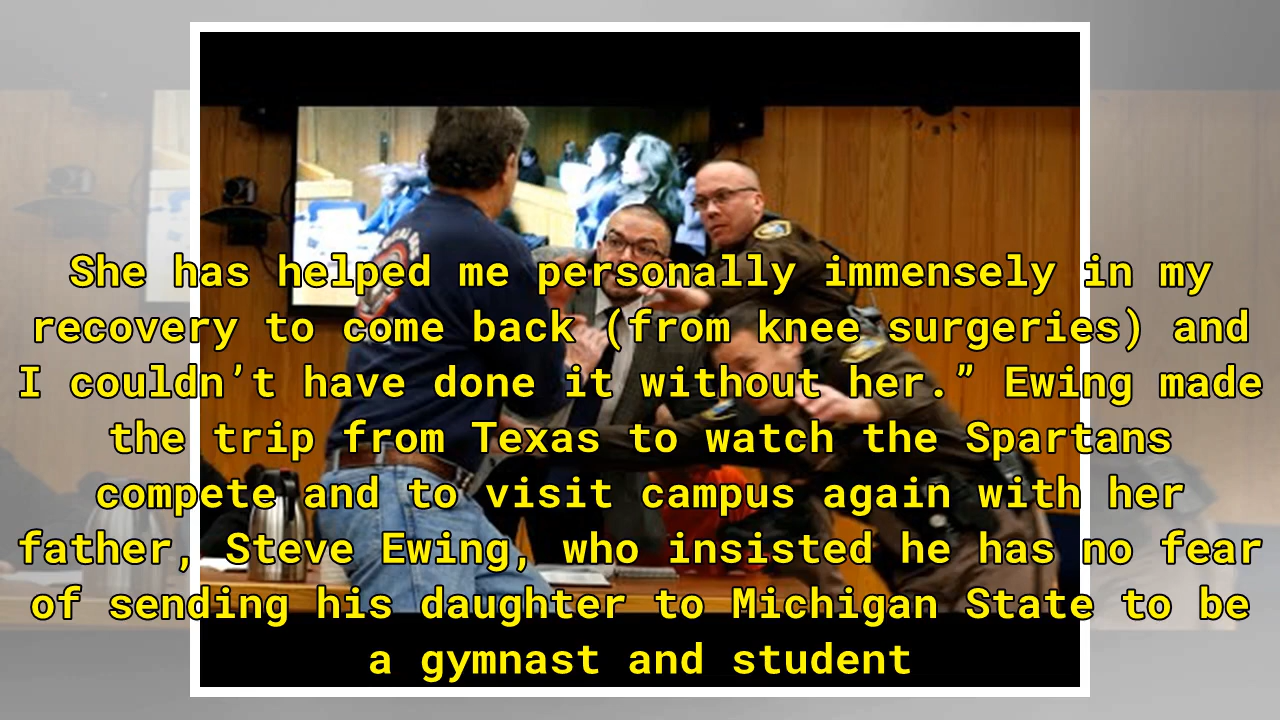 She has helped me personally immensely in my
recovery to come back (from knee surgeries) and
I couldn’t have done it without her.” Ewing made
the trip from Texas to watch the Spartans
compete and to visit campus again with her
father, Steve Ewing, who insisted he has no fear
of sending his daughter to Michigan State to be
a gymnast and student